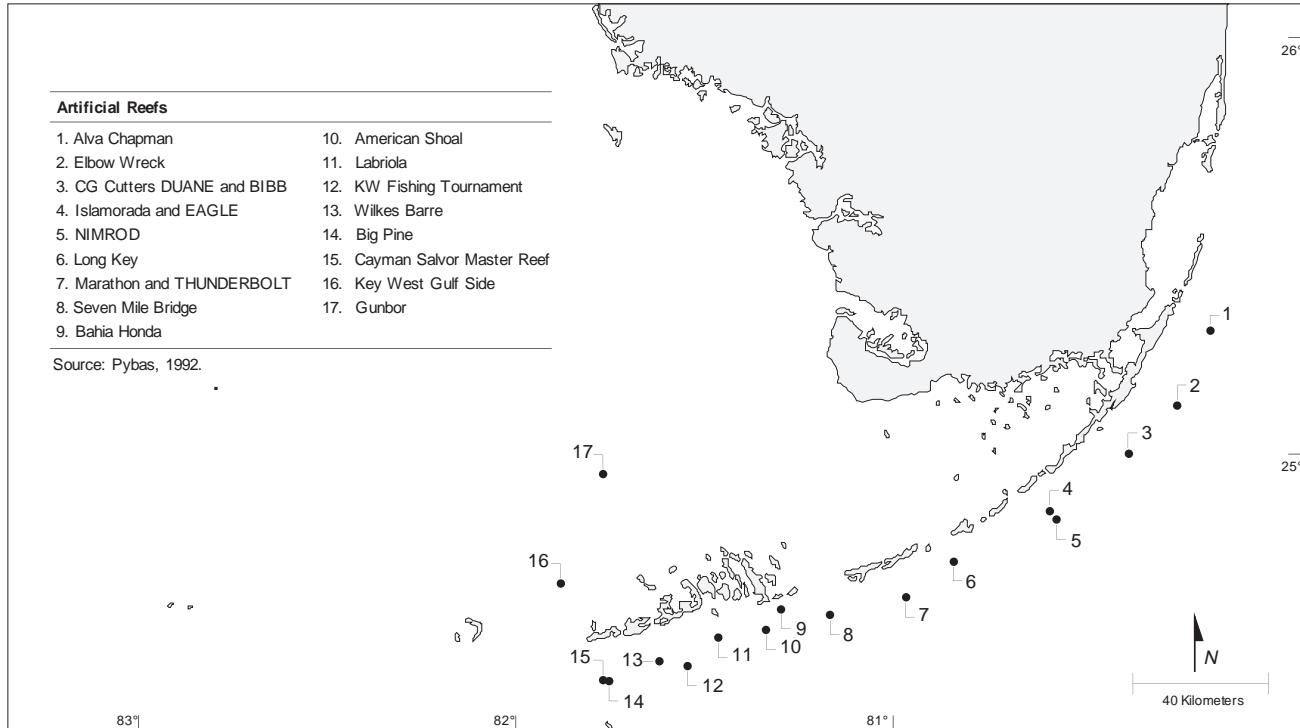 Artificial Reefs
1. Alva Chapman
2. Elbow Wreck
3. CG Cutters DUANE and BIBB
4. Islamorada and EAGLE
5. NIMROD
6. Long Key
7. Marathon and THUNDERBOLT
8. Seven Mile Bridge
9. Bahia Honda
10. American Shoal
11. Labriola
12. KW Fishing Tournament
13. Wilkes Barre
14. Big Pine
15. Cayman Salvor Master Reef
16. Key West Gulf Side
17. Gunbor
Source: Pybas, 1992.
26°
1
2
3
25°
17
4
5
16
6
7
8
9
10
11
13
12
15
14
N
40 Kilometers
83°
82°
81°